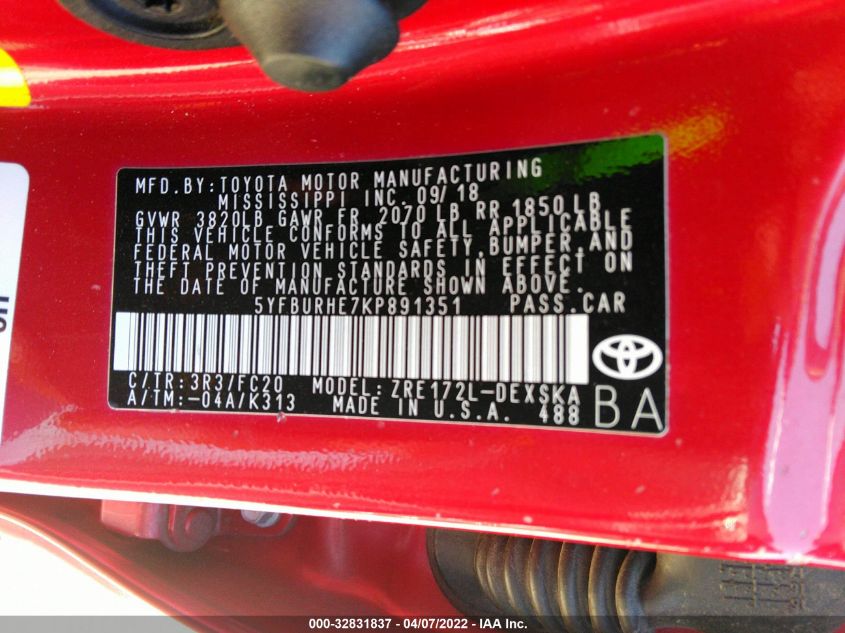 MFD.BY:TOYOTA MOTOR MANUFACTURING
MISSISSIPPI INC. 09/18
GVWR 3820LB GAWR FR 2070 LB RR 1850 LB
THIS VEHICLE CONFORMS TO ALL APPLICABLE
FEDERAL MOTOR VEHICLE SAFETY,BUMPER,AND
THEFT PREVENTION STANDARDS IN EFFECT ON
THE DATE OF MANUFACTURE SHOWN ABOVE.
5YFBURHE7KP891351 PASS.CAR
C/TR:3R3/FC20 MODEL:ZRE172L-DEXSKA
A/TM:-04A/K313 MADE IN U.S.A. 488
BA
000-32831837 - 04/07/2022 - IAA Inc.